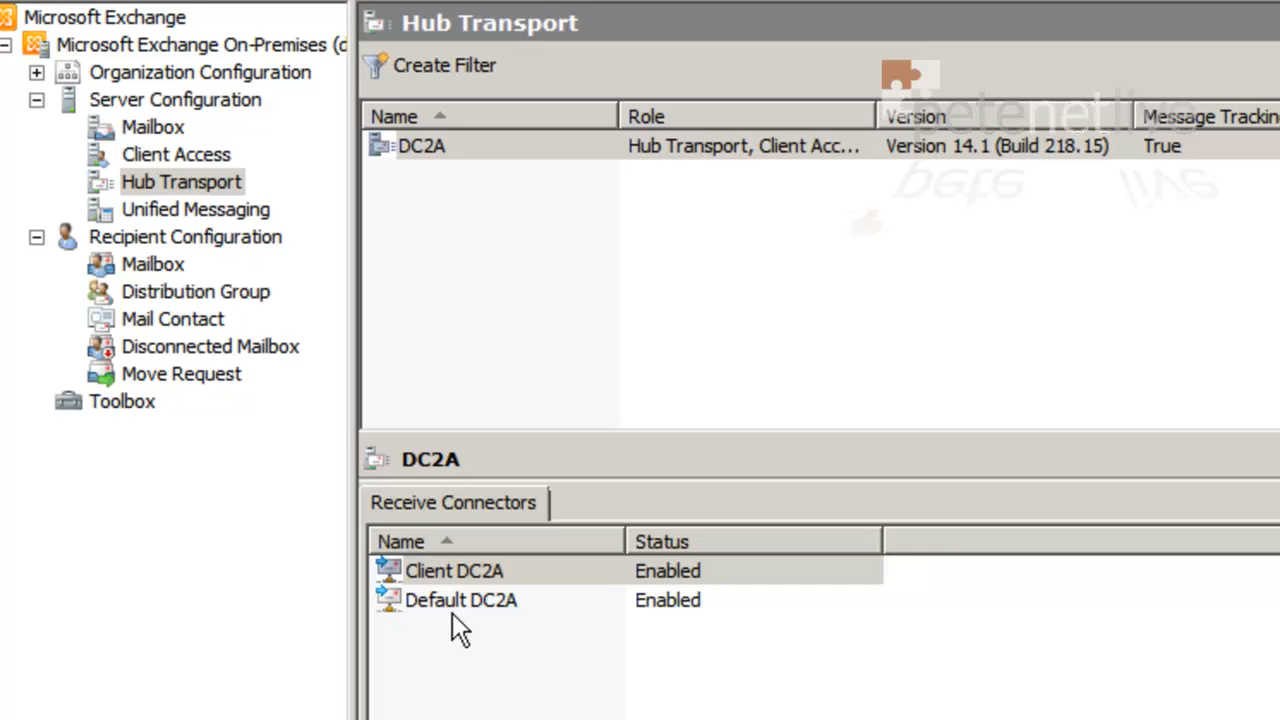 Microsoft Exchange
Microsoft Exchange On-Premises (d
Organization Configuration
Server Configuration
Mailbox
Client Access
Hub Transport
Unified Messaging
Recipient Configuration
Mailbox
Distribution Group
Mail Contact
Disconnected Mailbox
Move Request
Toolbox
Hub Transport
Create Filter
petenetlive
Name Role Version Message Trackin
DC2A Hub Transport, Client Acc... Version 14.1 (Build 218.15) True
pete live
DC2A
Receive Connectors
Name Status
Client DC2A Enabled
Default DC2A Enabled